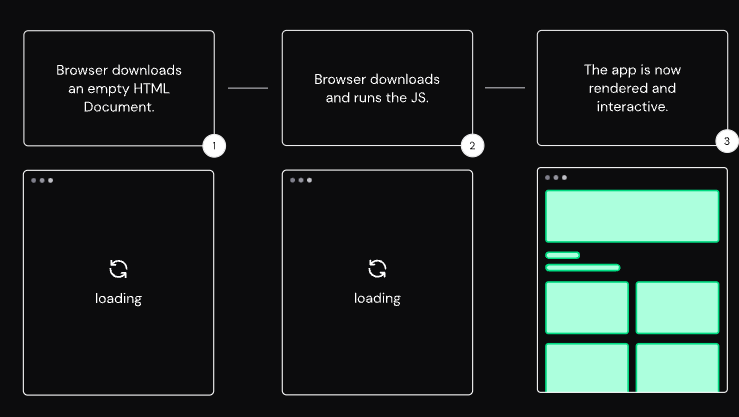 Browser downloads
an empty HTML
Document.
1
Browser downloads
and runs the JS.
2
The app is now
rendered and
interactive.
3
loading
loading